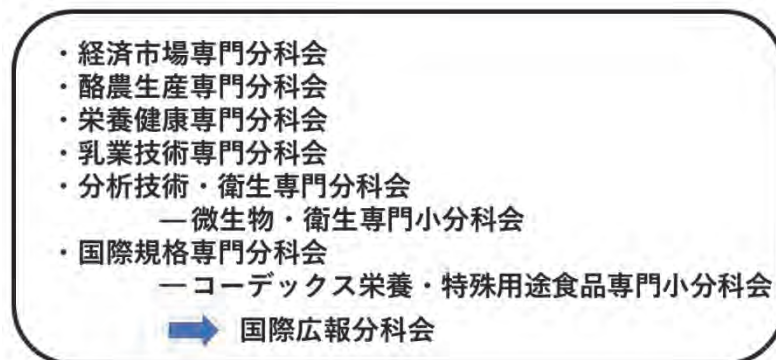 ・経済市場専門分科会
・酪農生産専門分科会
・栄養健康専門分科会
・乳業技術専門分科会
・分析技術・衛生専門分科会
―微生物・衛生専門小分科会
・国際規格専門分科会
―コーデックス栄養・特殊用途食品専門小分科会
国際広報分科会